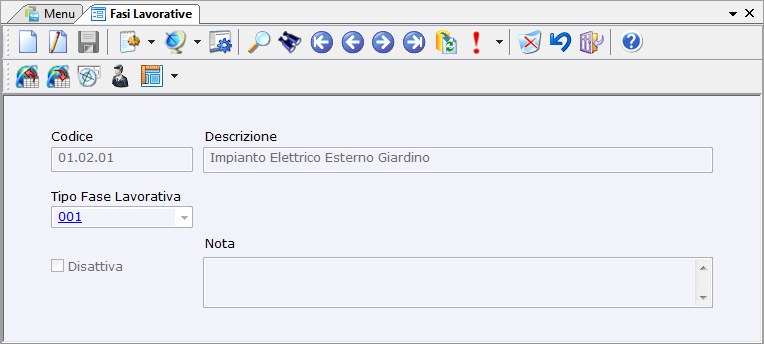 Menu Fasi Lavorative
Codice Descrizione
01.02.01 Impianto Elettrico Esterno Giardino
Tipo Fase Lavorativa
001
Nota
Disattiva